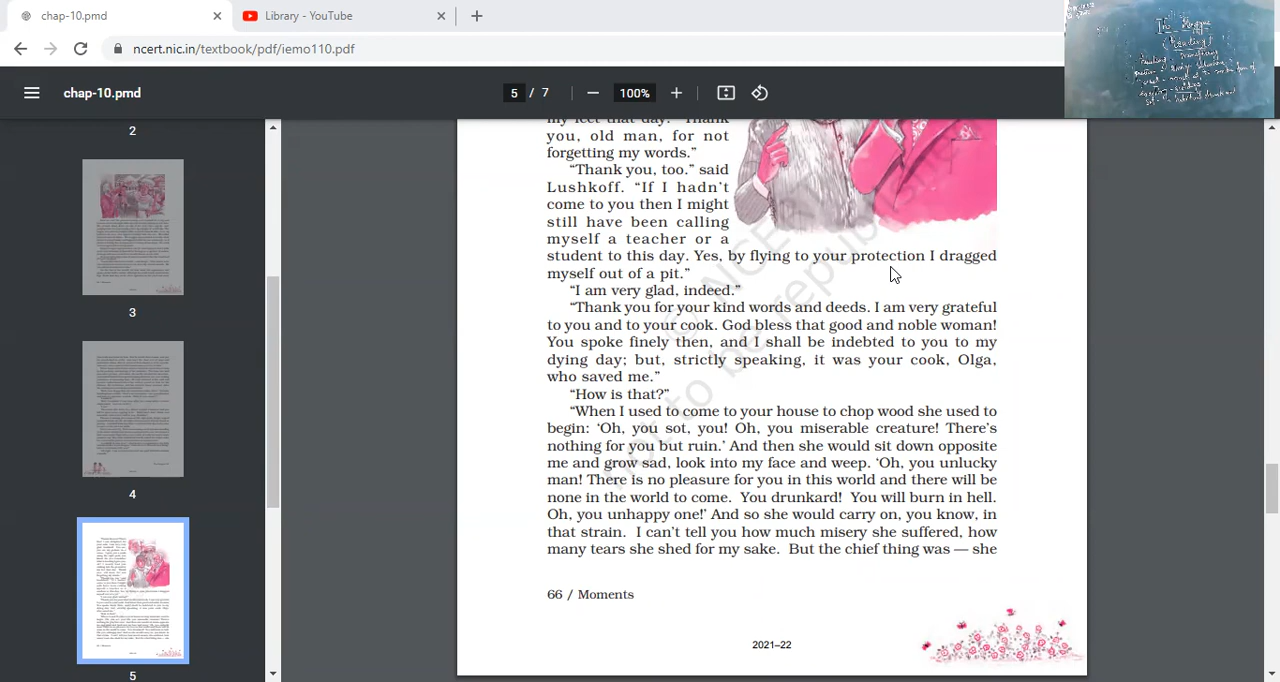 chap-10.pmd
Library - YouTube
ncert.nic.in/textbook/pdf/iemo110.pdf
chap-10.pmd
5 / 7
100%
2
3
4
5
my feet that day. "Thank
you, old man, for not
forgetting my words."
"Thank you, too." said
Lushkoff. "If I hadn't
come to you then I might
still have been calling
myself a teacher or a
student to this day. Yes, by flying to your protection I dragged
myself out of a pit."
"I am very glad, indeed."
"Thank you for your kind words and deeds. I am very grateful
to you and to your cook. God bless that good and noble woman!
You spoke finely then, and I shall be indebted to you to my
dying day; but, strictly speaking, it was your cook, Olga,
who saved me."
"How is that?"
"When I used to come to your house to chop wood she used to
begin: 'Oh, you sot, you! Oh, you miserable creature! There's
nothing for you but ruin.' And then she would sit down opposite
me and grow sad, look into my face and weep. 'Oh, you unlucky
man! There is no pleasure for you in this world and there will be
none in the world to come. You drunkard! You will burn in hell.
Oh, you unhappy one!' And so she would carry on, you know, in
that strain. I can't tell you how much misery she suffered, how
many tears she shed for my sake. But the chief thing was — she
66 / Moments
2021–22
© NCE
not to be repu
(Reading)